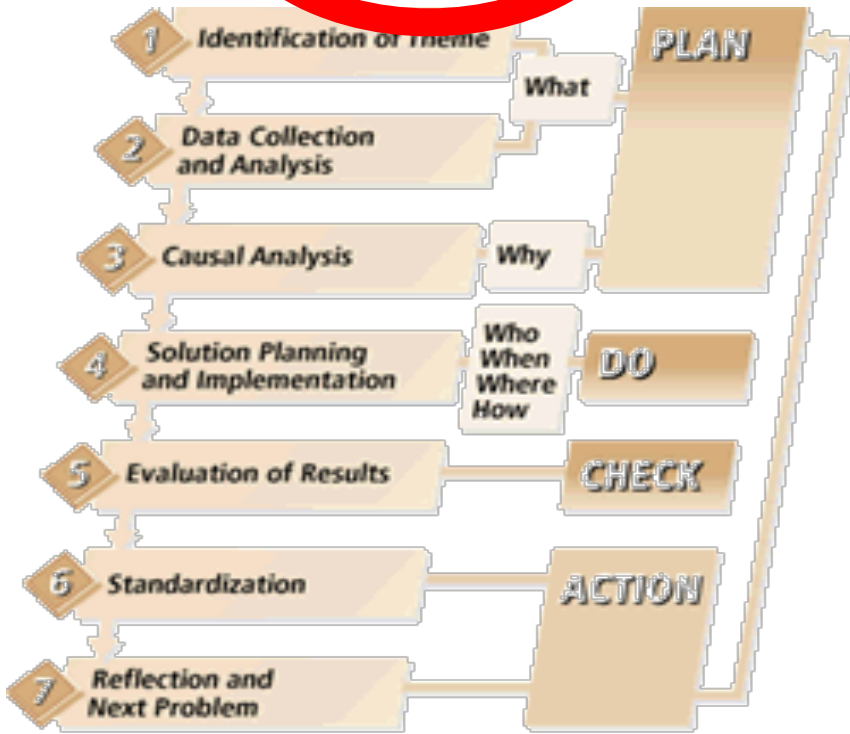 1 Identification of Theme
PLAN
What
2 Data Collection
and Analysis
3 Causal Analysis
Why
4 Solution Planning
and Implementation
Who
When
Where
How
DO
5 Evaluation of Results
CHECK
6 Standardization
ACTION
7 Reflection and
Next Problem